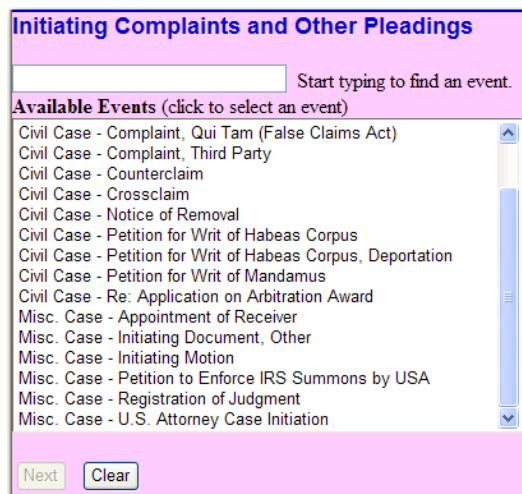 Initiating Complaints and Other Pleadings
Start typing to find an event.
Available Events (click to select an event)
Civil Case - Complaint, Qui Tam (False Claims Act)
Civil Case - Complaint, Third Party
Civil Case - Counterclaim
Civil Case - Crossclaim
Civil Case - Notice of Removal
Civil Case - Petition for Writ of Habeas Corpus
Civil Case - Petition for Writ of Habeas Corpus, Deportation
Civil Case - Petition for Writ of Mandamus
Civil Case - Re: Application on Arbitration Award
Misc. Case - Appointment of Receiver
Misc. Case - Initiating Document, Other
Misc. Case - Initiating Motion
Misc. Case - Petition to Enforce IRS Summons by USA
Misc. Case - Registration of Judgment
Misc. Case - U.S. Attorney Case Initiation
Next Clear